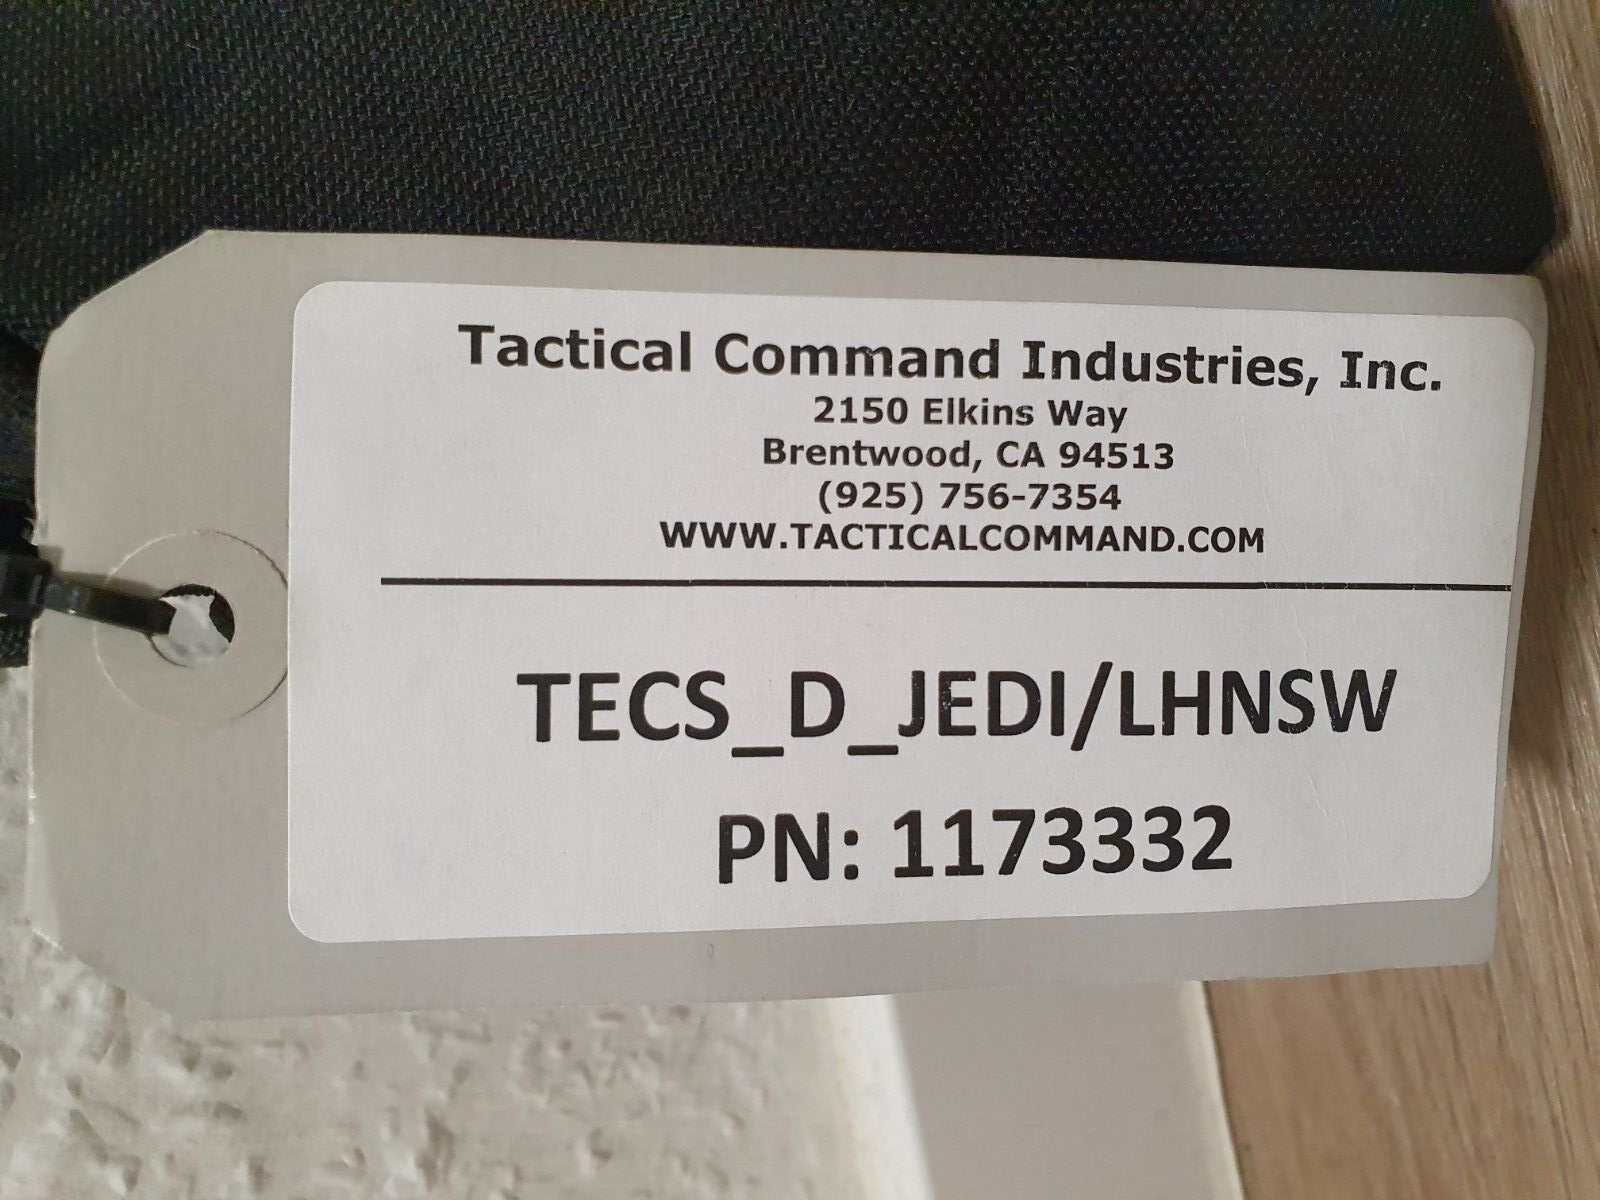 Tactical Command Industries, Inc.
2150 Elkins Way
Brentwood, CA 94513
(925) 756-7354
WWW.TACTICALCOMMAND.COM
TECS_D_JEDI/LHNSW
PN: 1173332